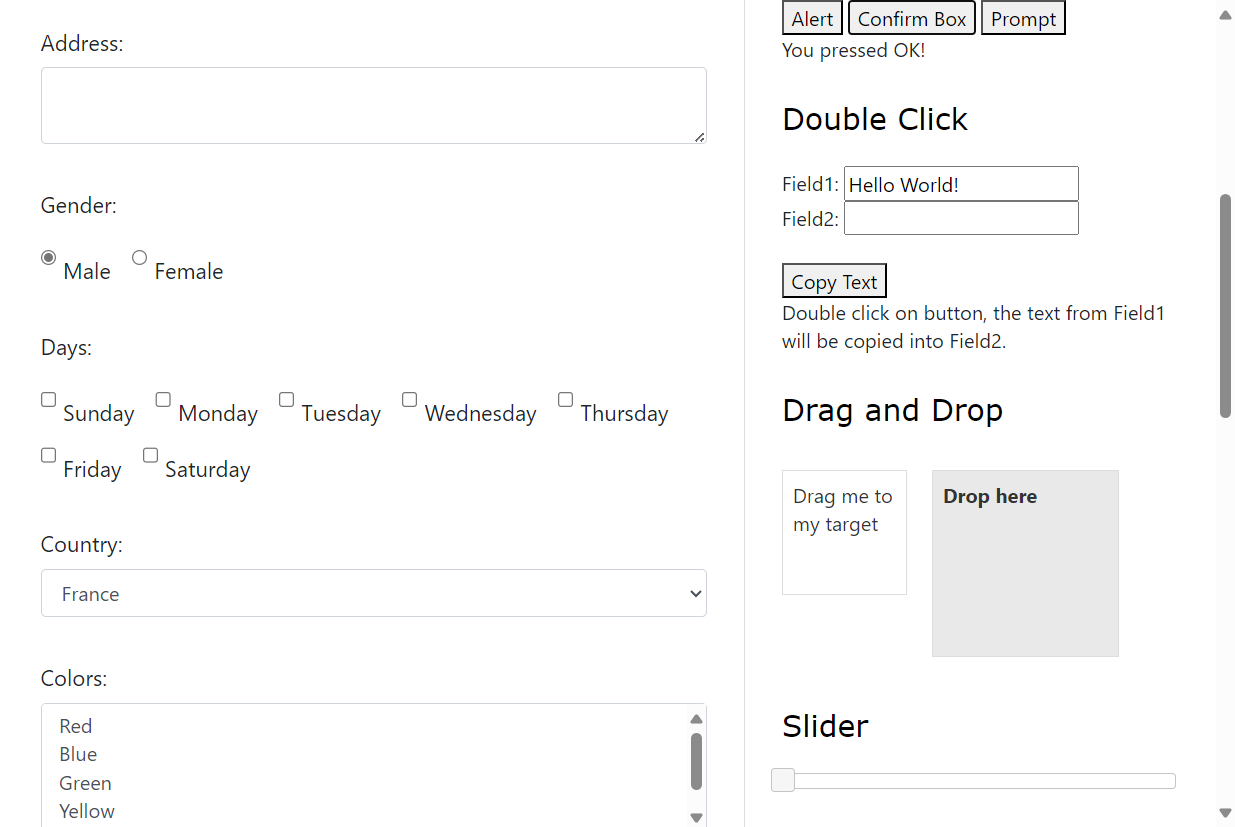 Address:
Gender:
Male Female
Days:
Sunday Monday Tuesday Wednesday Thursday
Friday Saturday
Country:
France
Colors:
Red
Blue
Green
Yellow
Alert Confirm Box Prompt
You pressed OK!
Double Click
Field1: Hello World!
Field2:
Copy Text
Double click on button, the text from Field1
will be copied into Field2.
Drag and Drop
Drag me to
my target
Drop here
Slider